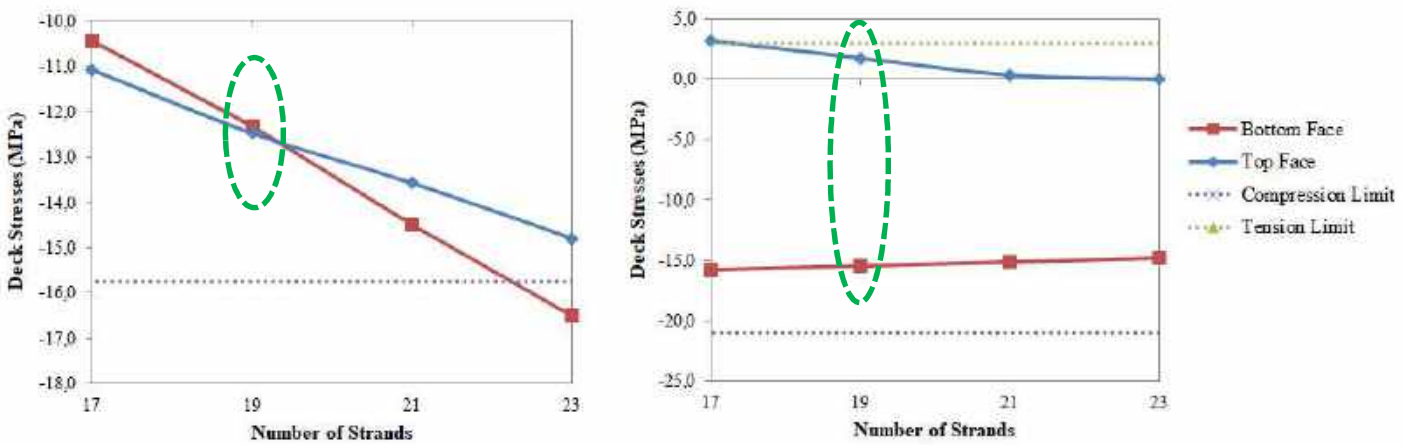 -10,0
-11,0
-12,0
-13,0
-14,0
-15,0
-16,0
-17,0
-18,0
Deck Stresses (MPa)
17 19 21 23
Number of Strands
5,0
0,0
-5,0
-10,0
-15,0
-20,0
-25,0
Deck Stresses (MPa)
17 19 21 23
Number of Strands
Bottom Face
Top Face
Compression Limit
Tension Limit